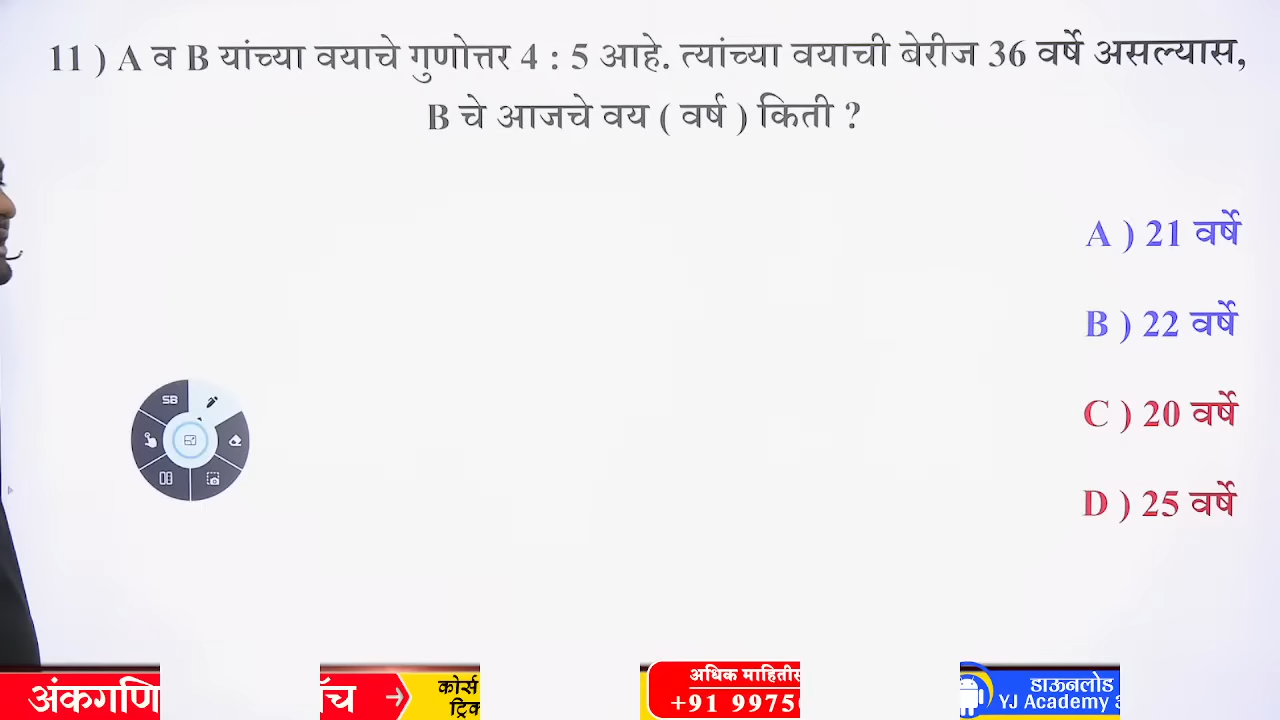 11 ) A व B यांच्या वयाचे गुणोत्तर 4 : 5 आहे. त्यांच्या वयाची बेरीज 36 वर्षे असल्यास,
B चे आजचे वय ( वर्ष ) किती ?
A ) 21 वर्षे
B ) 22 वर्षे
C ) 20 वर्षे
D ) 25 वर्षे
SB
अंकगणि
ॅच
कोर्स
ट्रिक
अधिक माहिती
+91 9975
डाऊनलोड
YJ Academy